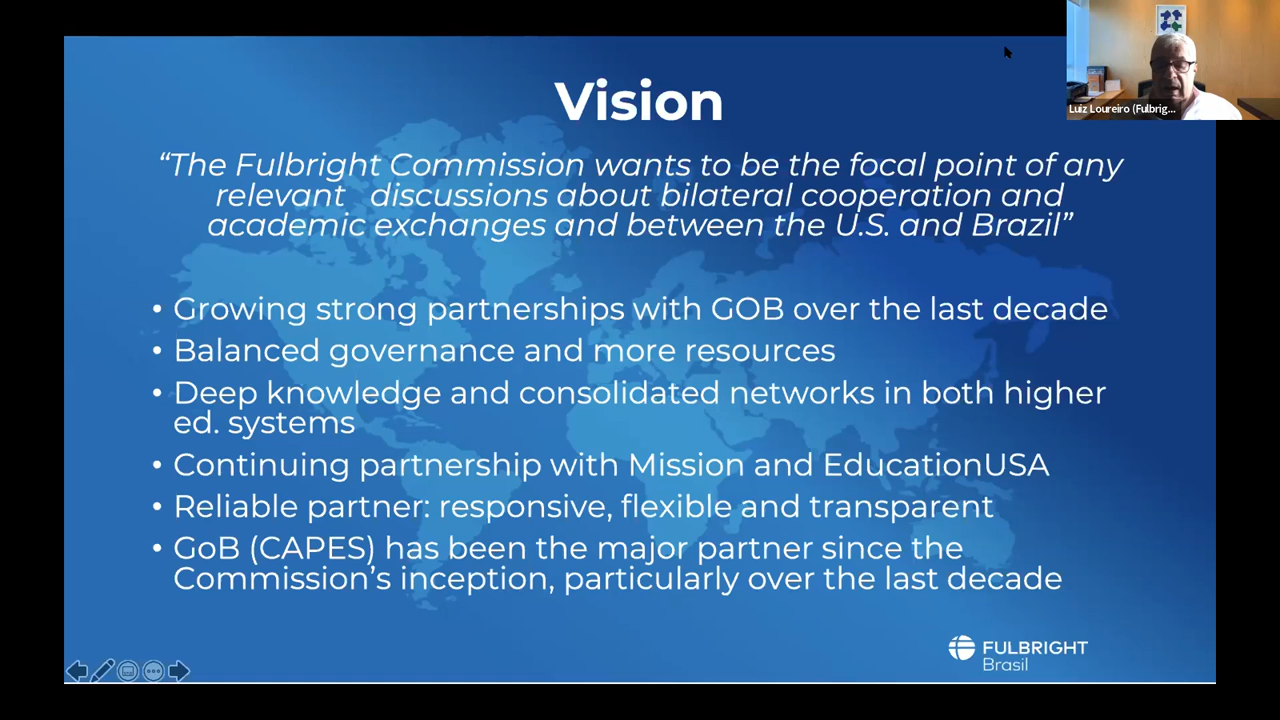 Vision
“The Fulbright Commission wants to be the focal point of any
relevant discussions about bilateral cooperation and
academic exchanges and between the U.S. and Brazil”
• Growing strong partnerships with GOB over the last decade
• Balanced governance and more resources
• Deep knowledge and consolidated networks in both higher
ed. systems
• Continuing partnership with Mission and EducationUSA
• Reliable partner: responsive, flexible and transparent
• GoB (CAPES) has been the major partner since the
Commission’s inception, particularly over the last decade
FULBRIGHT
Brasil
Luiz Loureiro (Fulbrig...